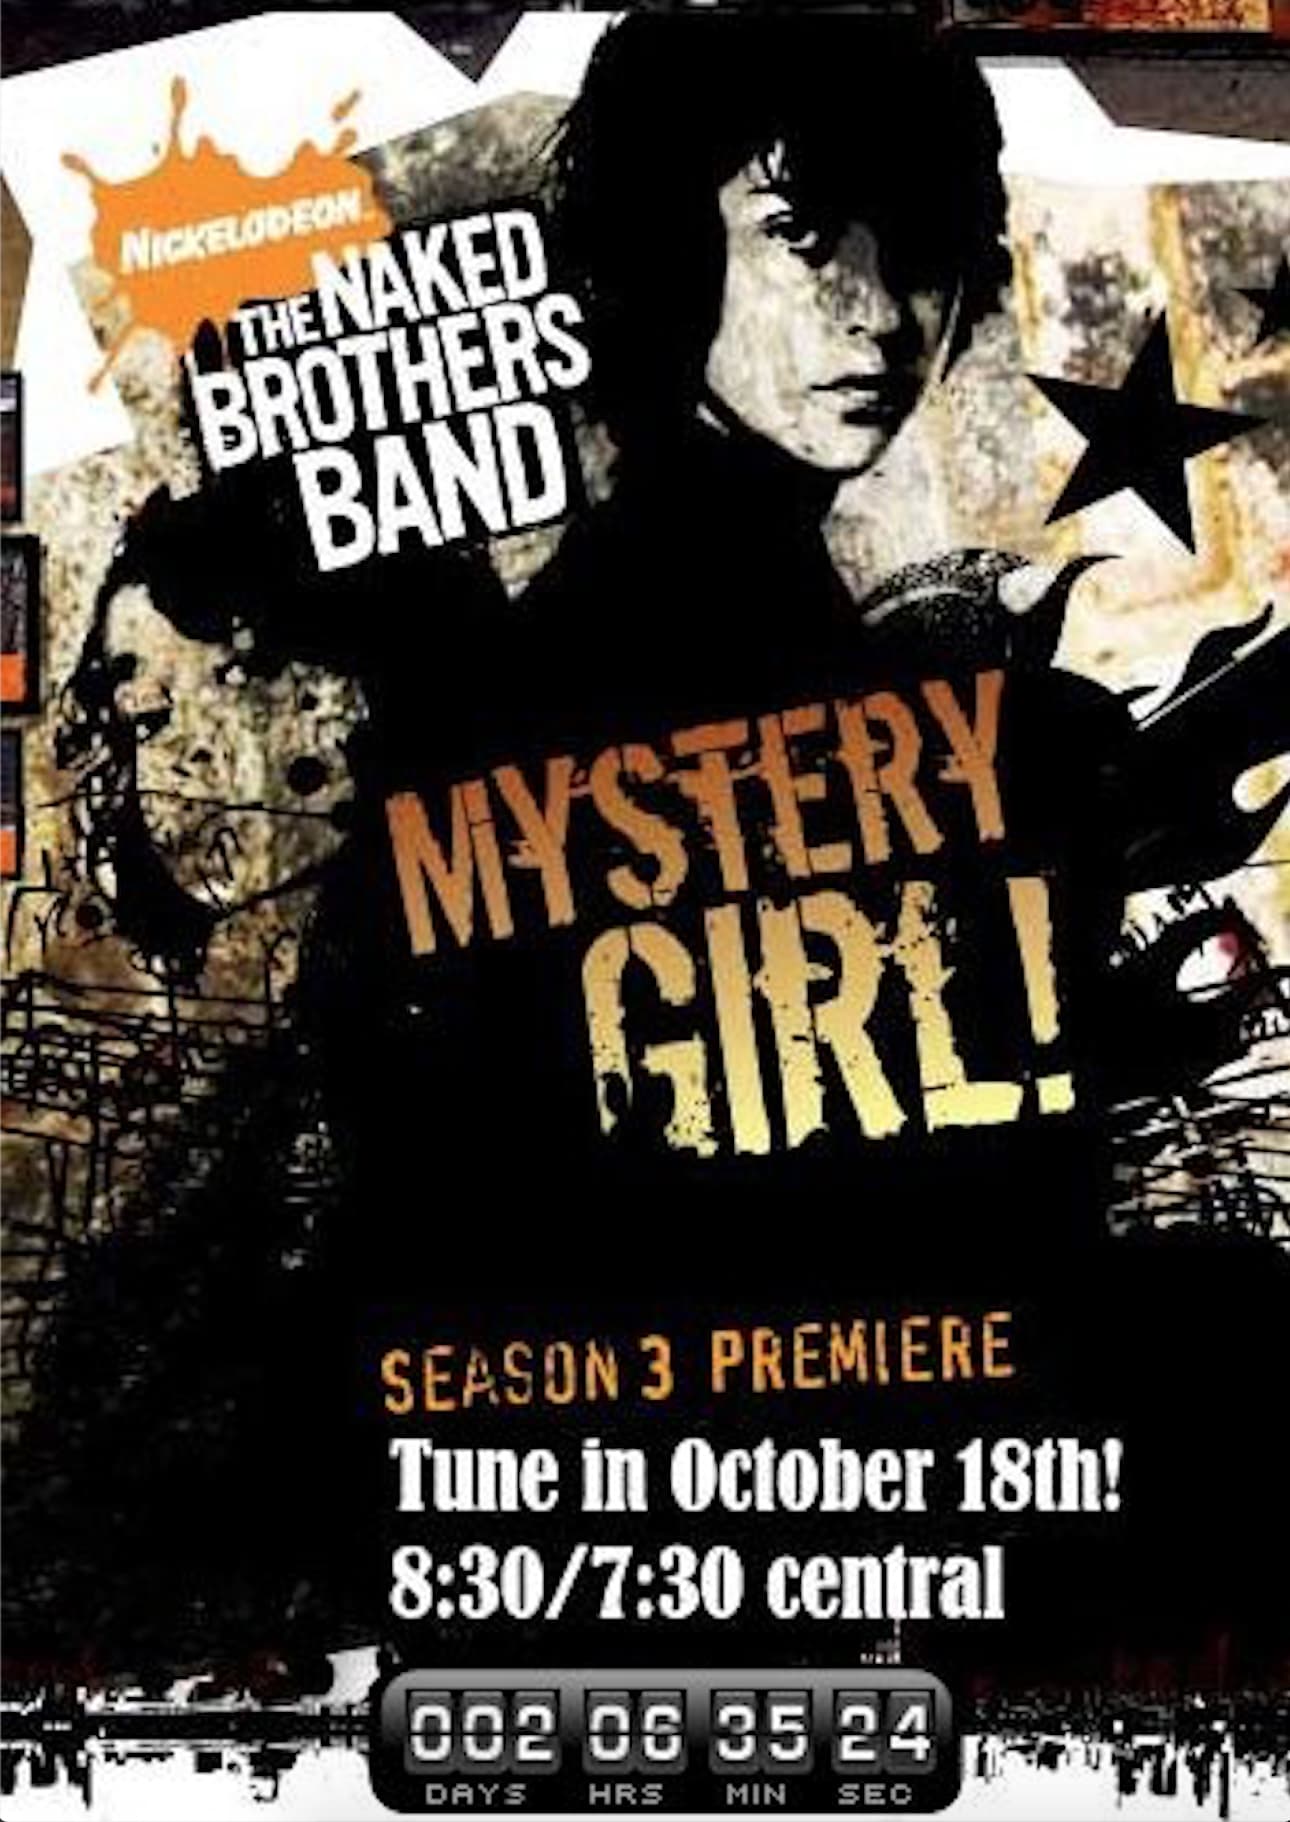 NICKELODEON
THE NAKED
BROTHERS
BAND
MYSTERY
GIRL!
SEASON 3 PREMIERE
Tune in October 18th!
8:30/7:30 central
002 06 35 24
DAYS HRS MIN SEC